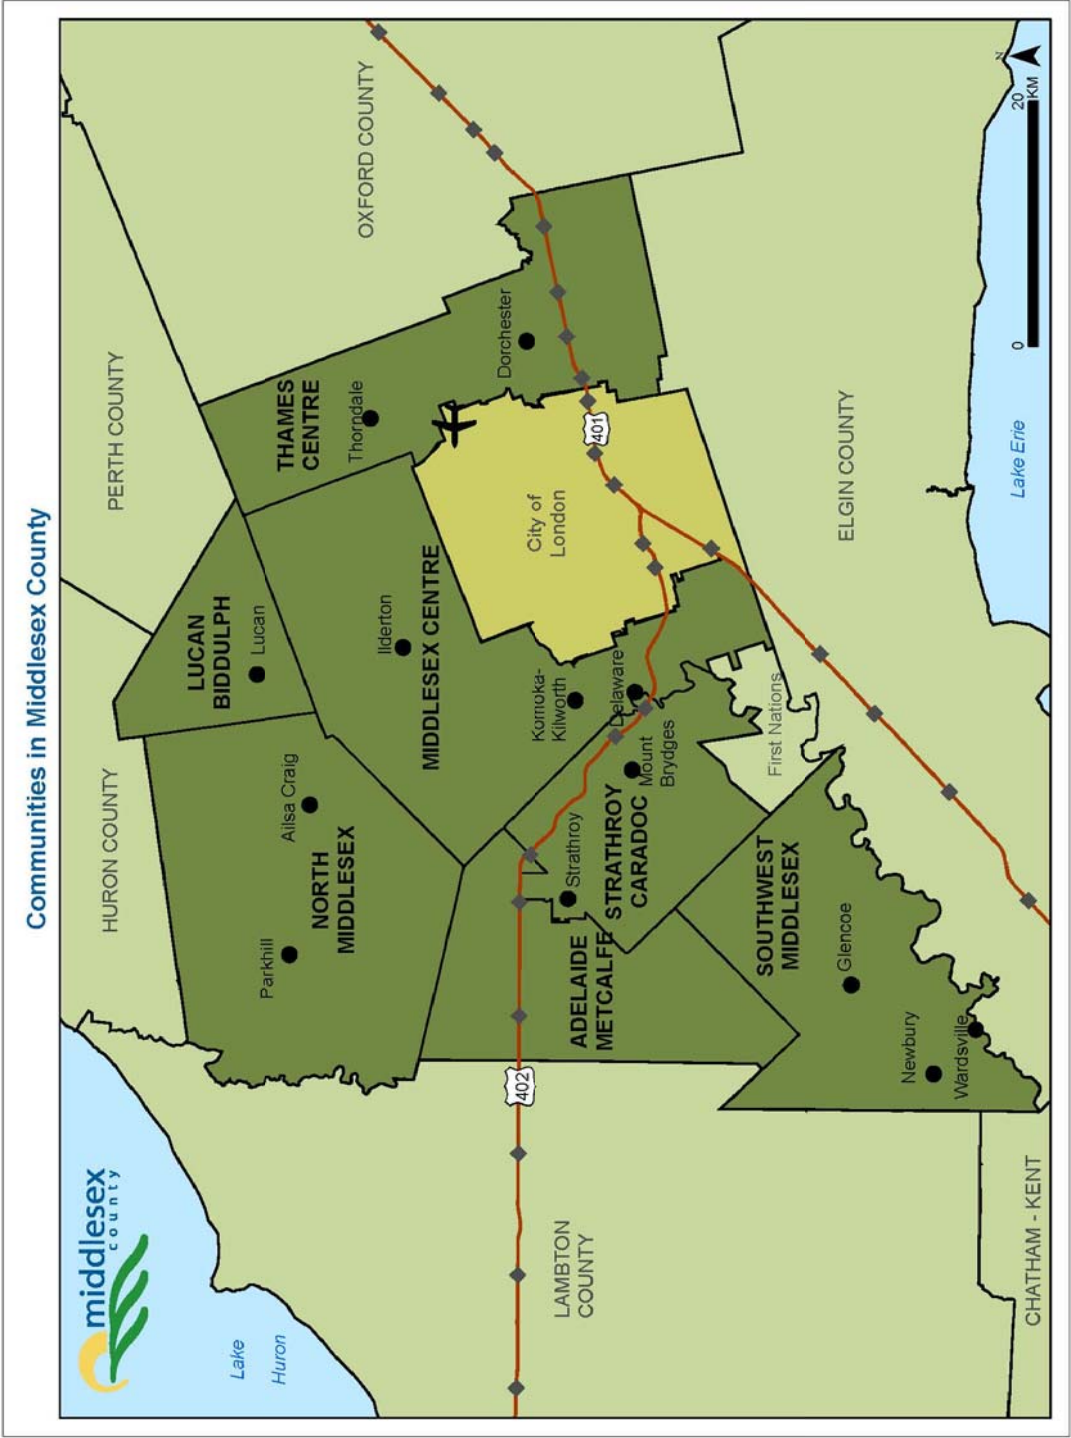 Communities in Middlesex County
middlesex
county
Lake
Huron
HURON COUNTY
PERTH COUNTY
OXFORD COUNTY
LUCAN
BIDDULPH
Lucan
THAMES
CENTRE
Thorndale
Ailsa Craig
Parkhill
NORTH
MIDDLESEX
Ilderton
MIDDLESEX CENTRE
Dorchester
City of
London
401
402
Komoka-
Kilworth
Delaware
Mount
Brydges
Strathroy
STRATHROY
CARADOC
ADELAIDE
METCALFE
LAMBTON
COUNTY
First Nations
SOUTHWEST
MIDDLESEX
Glencoe
Newbury
Wardsville
ELGIN COUNTY
CHATHAM - KENT
Lake Erie
N
0
20
KM